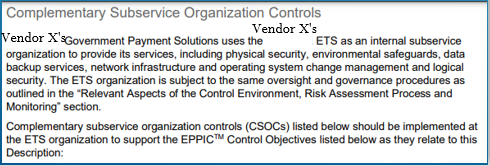 Complementary Subservice Organization Controls
Vendor X's Government Payment Solutions uses the Vendor X's ETS as an internal subservice
organization to provide its services, including physical security, environmental safeguards, data
backup services, network infrastructure and operating system change management and logical
security. The ETS organization is subject to the same oversight and governance procedures as
outlined in the “Relevant Aspects of the Control Environment, Risk Assessment Process and
Monitoring” section.
Complementary subservice organization controls (CSOCs) listed below should be implemented
at the ETS organization to support the EPPIC™ Control Objectives listed below as they relate to this
Description: